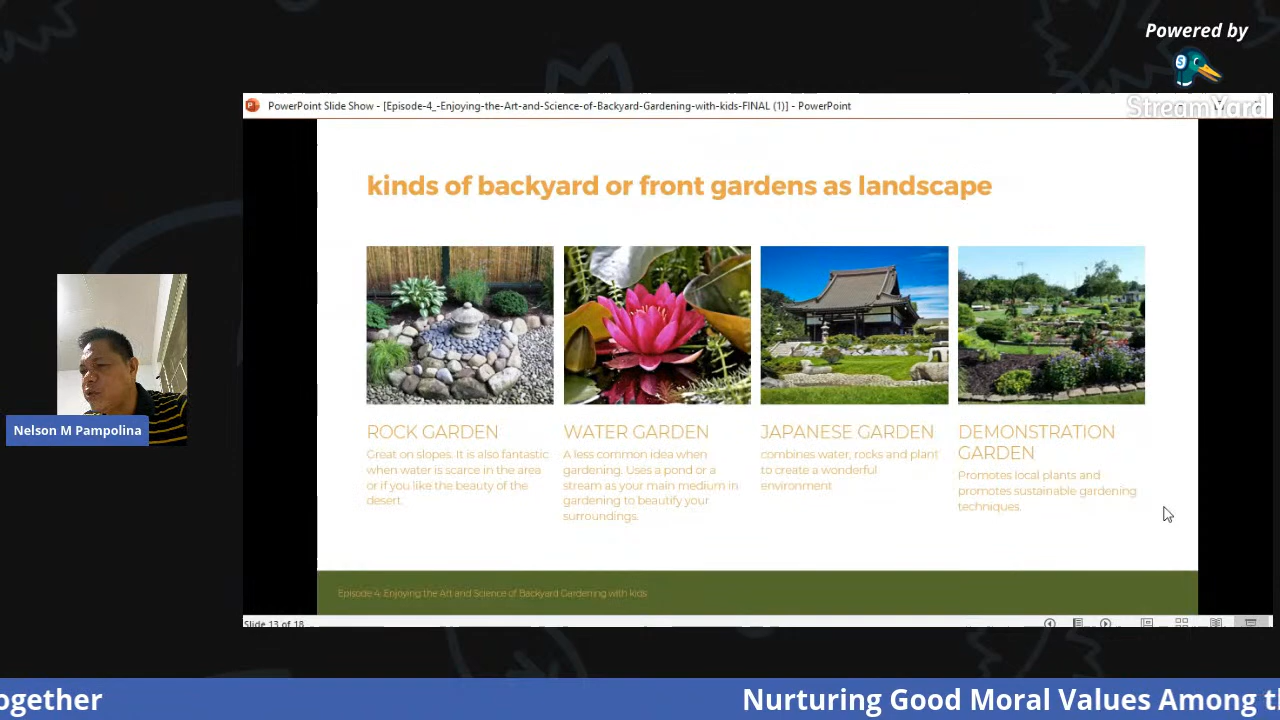 Powered by
StreamYard
PowerPoint Slide Show - [Episode-4_-Enjoying-the-Art-and-Science-of-Backyard-Gardening-with-kids-FINAL (1)] - PowerPoint
kinds of backyard or front gardens as landscape
ROCK GARDEN
Great on slopes. It is also fantastic
when water is scarce in the area
or if you like the beauty of the
desert.
WATER GARDEN
A less common idea when
gardening. Uses a pond or a
stream as your main medium in
gardening to beautify your
surroundings.
JAPANESE GARDEN
combines water, rocks and plant
to create a wonderful
environment
DEMONSTRATION
GARDEN
Promotes local plants and
promotes sustainable gardening
techniques.
Nelson M Pampolina
Episode 4: Enjoying the Art and Science of Backyard Gardening with kids
Slide 13 of 18
ogether
Nurturing Good Moral Values Among th